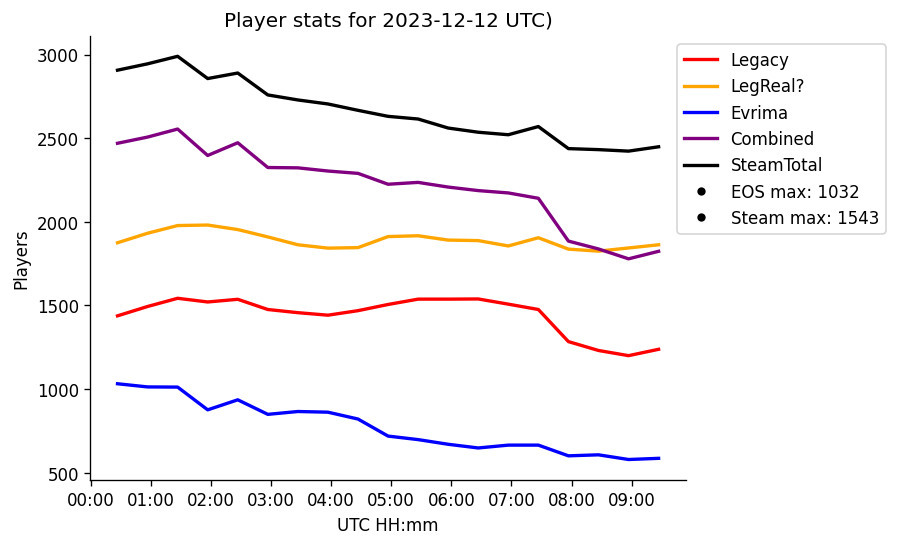 Player stats for 2023-12-12 UTC)
3000
2500
2000
1500
1000
500
Players
00:00 01:00 02:00 03:00 04:00 05:00 06:00 07:00 08:00 09:00
UTC HH:mm
Legacy
LegReal?
Evrima
Combined
SteamTotal
EOS max: 1032
Steam max: 1543